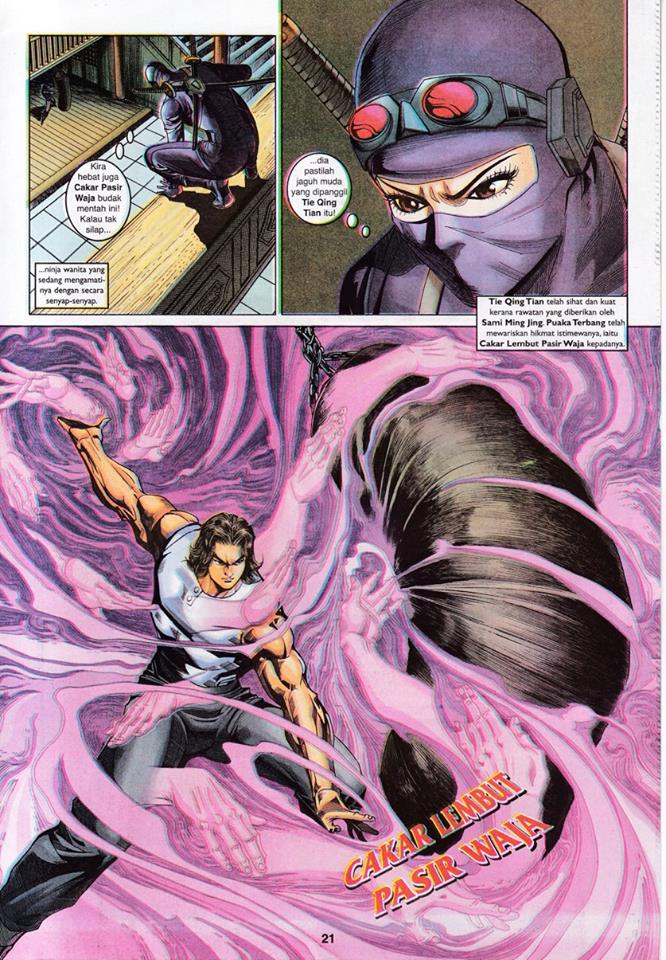 Kira
hebat juga
Cakar Pasir
Waja budak
mentah ini!
Kalau tak
silap...
...ninja wanita yang
sedang mengamati-
nya dengan secara
senyap-senyap.
...dia
pastilah
jaguh muda
yang dipanggil
Tie Qing
Tian itu!
Tie Qing Tian telah sihat dan kuat
kerana rawatan yang diberikan oleh
Sami Ming Jing. Puaka Terbang telah
mewariskan hikmat istimewanya, iaitu
Cakar Lembut Pasir Waja kepadanya.
CAKAR LEMBUT
PASIR WAJA
21